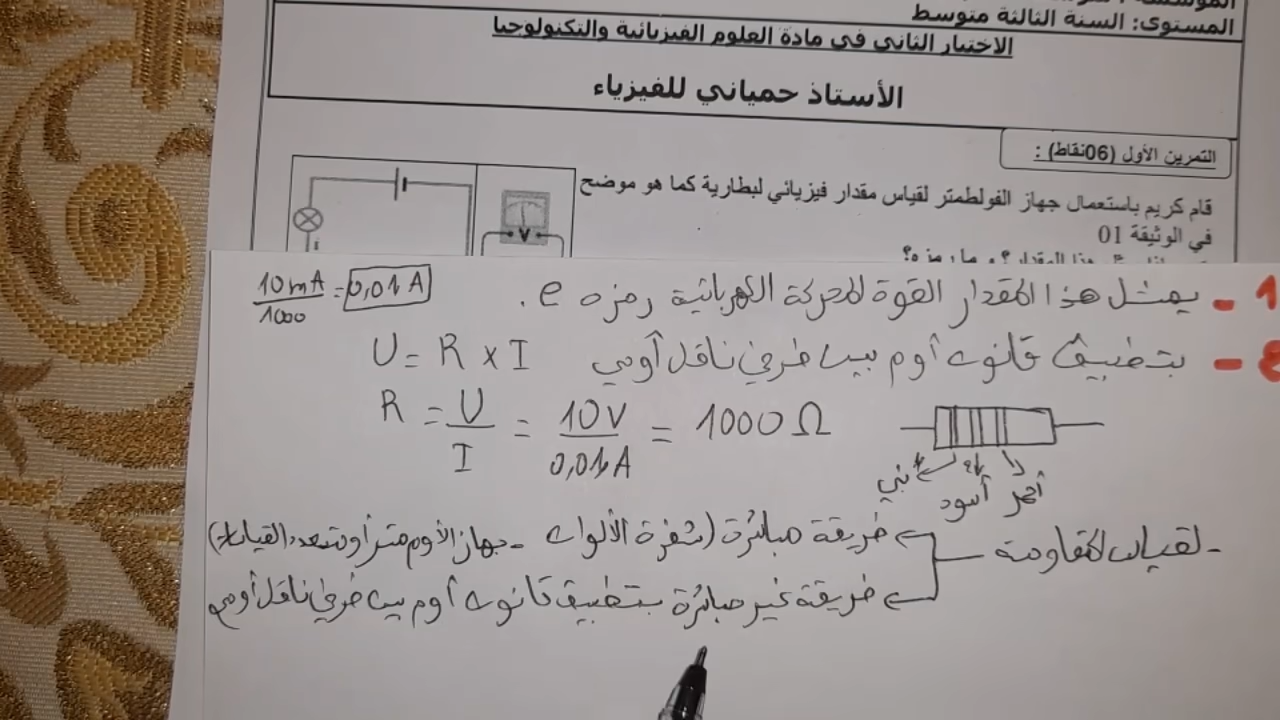 المستوى: السنة الثالثة متوسط
الاختبار الثاني في مادة العلوم الفيزيائية والتكنولوجيا
الأستاذ حمياني للفيزياء
التمرين الأول (06نقاط) :
قام كريم باستعمال جهاز الفولطمتر لقياس مقدار فيزيائي لبطارية كما هو موضح
في الوثيقة 01
V
1 - يمثل هذا المقدار القوة المحركة الكهربائية رمزه e.
10mA/1000 = 0,01A
- بتطبيق قانون أوم بين طرفي ناقل أومي U = R x I
R = U/I = 10V/0,01A = 1000 Ω
بني أسود أحمر
- لقياس المقاومة
طريقة مباشرة (شفرة الألوان - جهاز الأوم متر أو متعدد القياسات)
طريقة غير مباشرة بتطبيق قانون أوم بين طرفي ناقل أومي